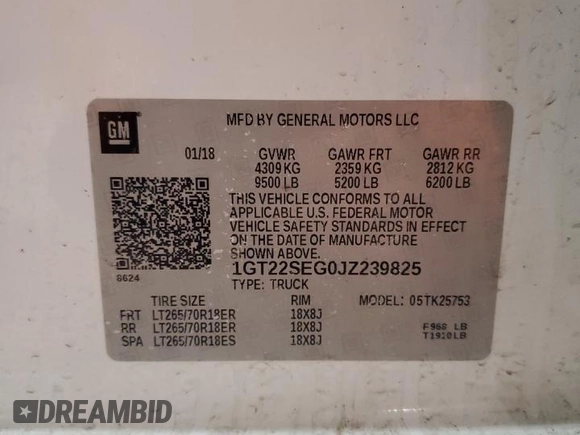 GM
MFD BY GENERAL MOTORS LLC
01/18 GVWR GAWR FRT GAWR RR
4309 KG 2359 KG 2812 KG
9500 LB 5200 LB 6200 LB
THIS VEHICLE CONFORMS TO ALL
APPLICABLE U.S. FEDERAL MOTOR
VEHICLE SAFETY STANDARDS IN EFFECT
ON THE DATE OF MANUFACTURE
SHOWN ABOVE.
8624
1GT22SEG0JZ239825
TYPE: TRUCK
TIRE SIZE RIM MODEL: 05TK25753
FRT LT265/70R18ER 18X8J
RR LT265/70R18ER 18X8J
SPA LT265/70R18ES 18X8J
F968 LB
T1910LB
DREAMBID